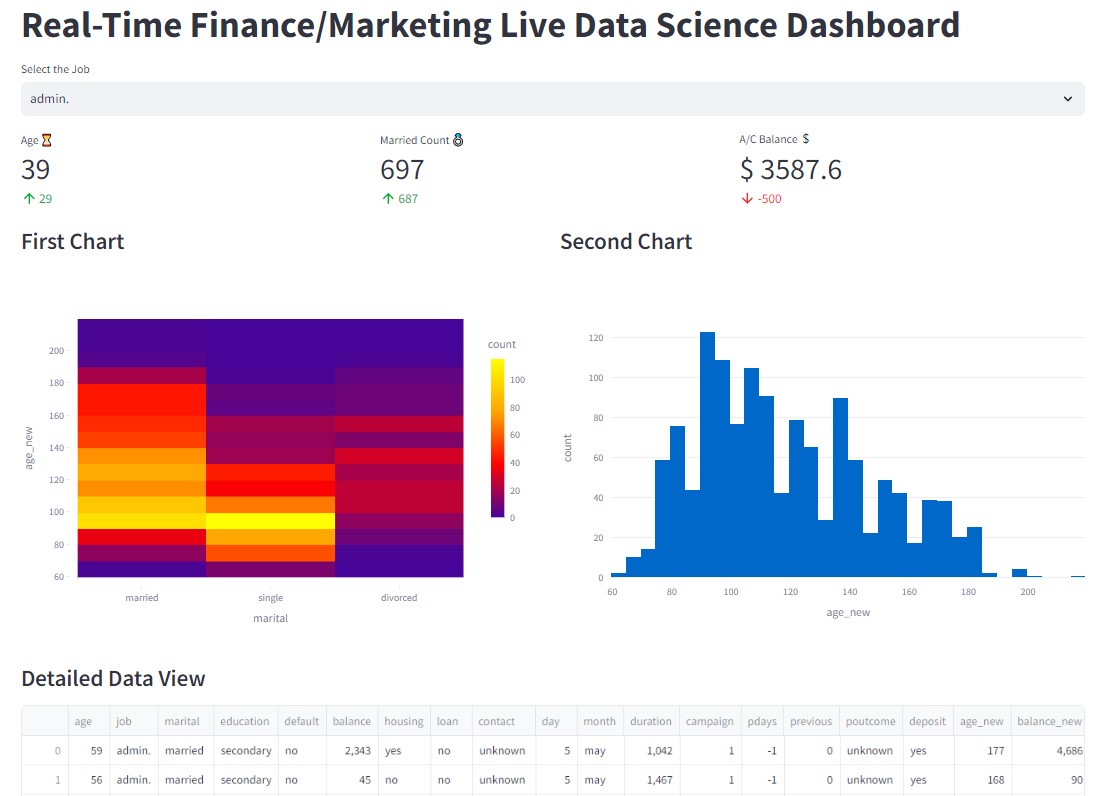 Real-Time Finance/Marketing Live Data Science Dashboard
Select the Job
admin.
Age ⏳ Married Count 💍 A/C Balance $
39 697 $ 3587.6
↑ 29 ↑ 687 ↓ -500
First Chart Second Chart
count
200
180
160
140
120
100
80
60
age_new
married single divorced
marital
100
80
60
40
20
0
120
100
80
60
40
20
0
count
60 80 100 120 140 160 180 200
age_new
Detailed Data View
age job marital education default balance housing loan contact day month duration campaign pdays previous poutcome deposit age_new balance_new
0 59 admin. married secondary no 2,343 yes no unknown 5 may 1,042 1 -1 0 unknown yes 177 4,686
1 56 admin. married secondary no 45 no no unknown 5 may 1,467 1 -1 0 unknown yes 168 90